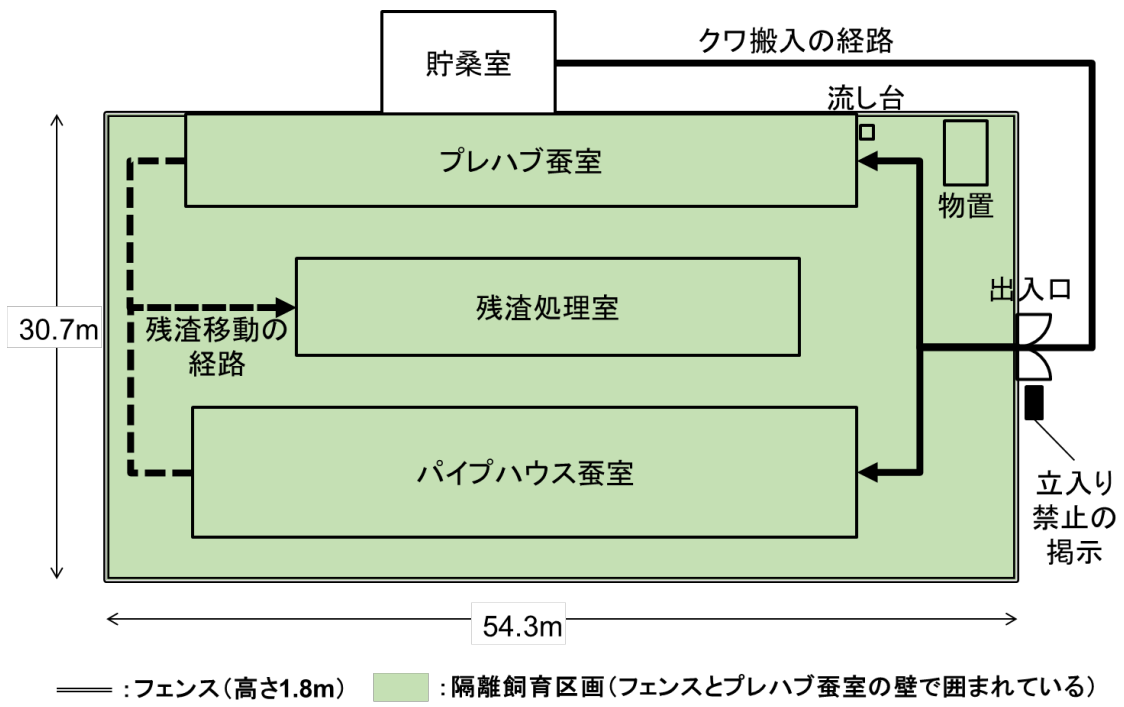 クワ搬入の経路
貯桑室
流し台
プレハブ蚕室
物置
出入口
30.7m
残渣処理室
残渣移動の
経路
パイプハウス蚕室
立入り
禁止の
掲示
54.3m
：フェンス（高さ1.8m）
：隔離飼育区画（フェンスとプレハブ蚕室の壁で囲まれている）